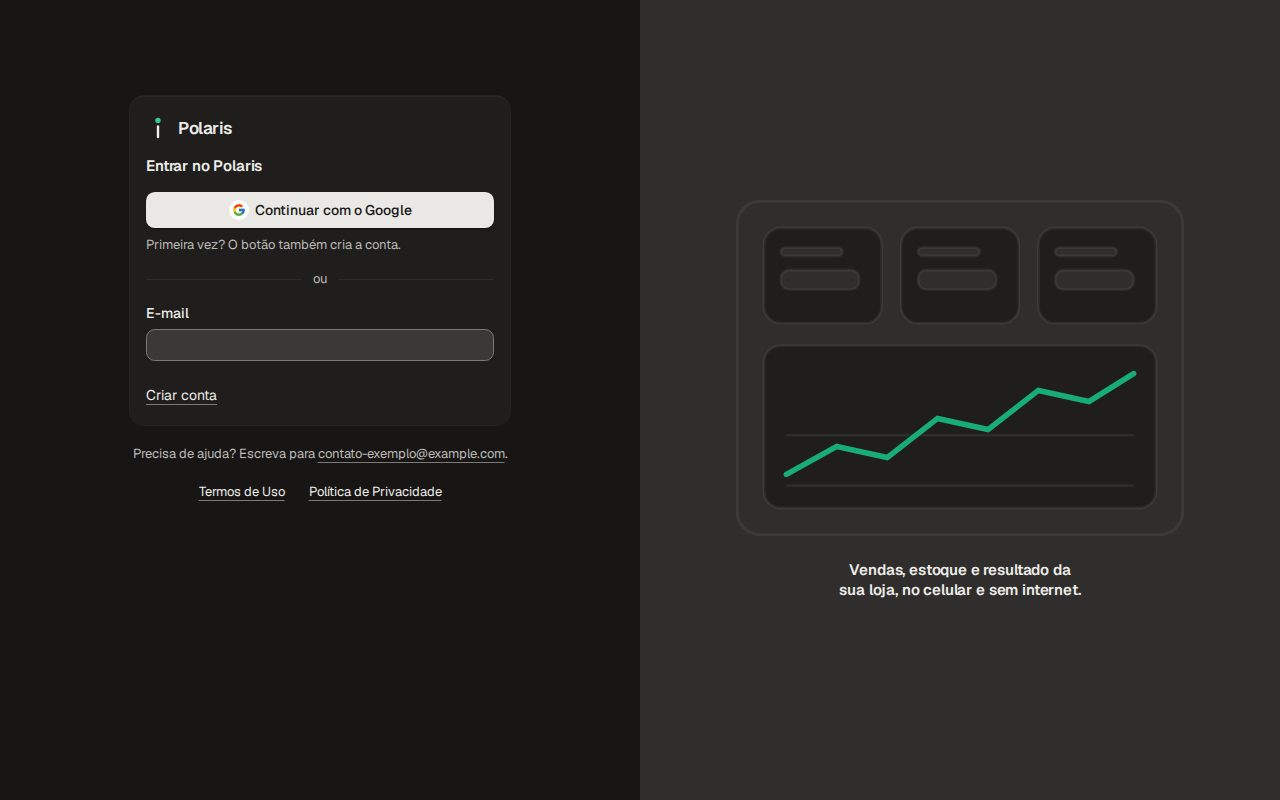 Polaris
Entrar no Polaris
Continuar com o Google
Primeira vez? O botão também cria a conta.
ou
E-mail
Criar conta
Precisa de ajuda? Escreva para contato-exemplo@example.com.
Termos de Uso Política de Privacidade
Vendas, estoque e resultado da
sua loja, no celular e sem internet.